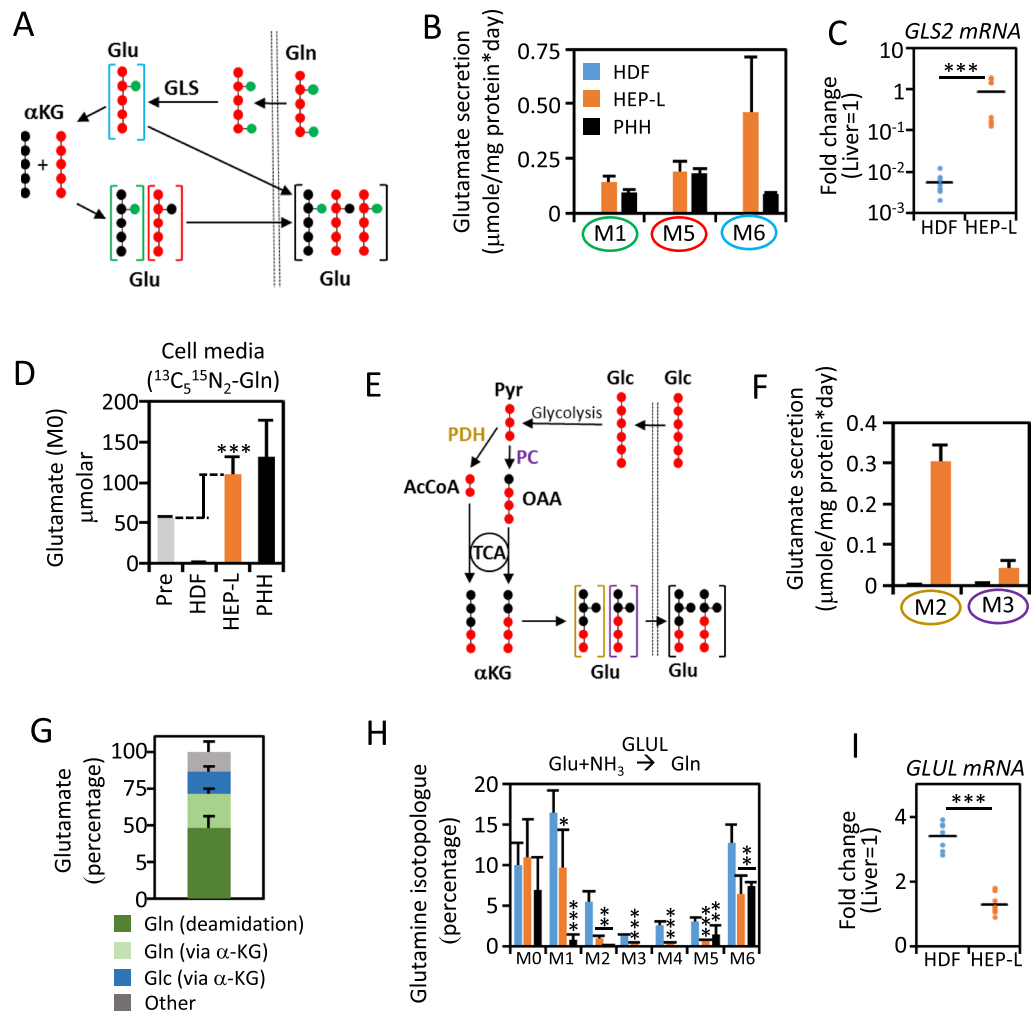 A
Glu
Gln
GLS
αKG
+
Glu
Glu
B
Glutamate secretion
(µmole/mg protein*day)
0.75
0.50
0.25
0
HDF
HEP-L
PHH
M1
M5
M6
C
GLS2 mRNA
Fold change
(Liver=1)
10
1
10-1
10-2
10-3
***
HDF
HEP-L
D
Cell media
(13C515N2-Gln)
Glutamate (M0)
µmolar
200
150
100
50
0
***
Pre
HDF
HEP-L
PHH
E
Pyr
Glc
Glc
Glycolysis
PDH
PC
AcCoA
OAA
TCA
αKG
Glu
Glu
F
Glutamate secretion
(µmole/mg protein*day)
0.4
0.3
0.1
0
M2
M3
G
Glutamate
(percentage)
100
75
50
5
0
Gln (deamidation)
Gln (via α-KG)
Glc (via α-KG)
Other
H
GLUL
Glu+NH3 → Gln
Glutamine isotopologue
(percentage)
20
15
10
5
0
*
***
**
***
***
***
**
**
M0
M1
M2
M3
M4
M5
M6
I
GLUL mRNA
Fold change
(Liver=1)
4
2
0
***
HDF
HEP-L